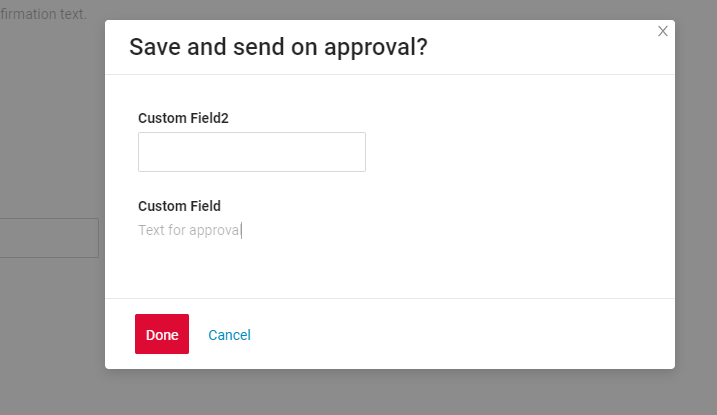 firmation text.
X
Save and send on approval?
Custom Field2
Custom Field
Text for approval
Done
Cancel